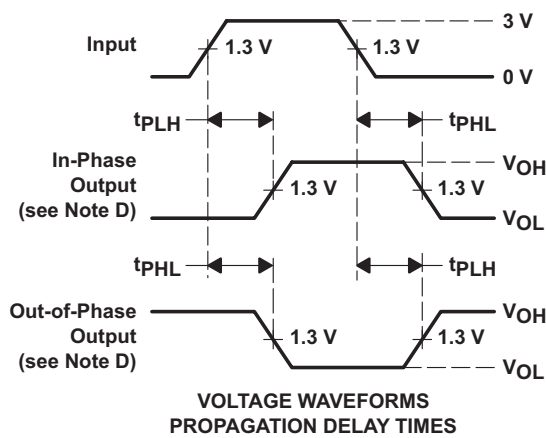 3 V
Input
1.3 V
1.3 V
0 V
tPLH
tPHL
In-Phase
Output
(see Note D)
VOH
1.3 V
1.3 V
VOL
tPHL
tPLH
Out-of-Phase
Output
(see Note D)
VOH
1.3 V
1.3 V
VOL
VOLTAGE WAVEFORMS
PROPAGATION DELAY TIMES